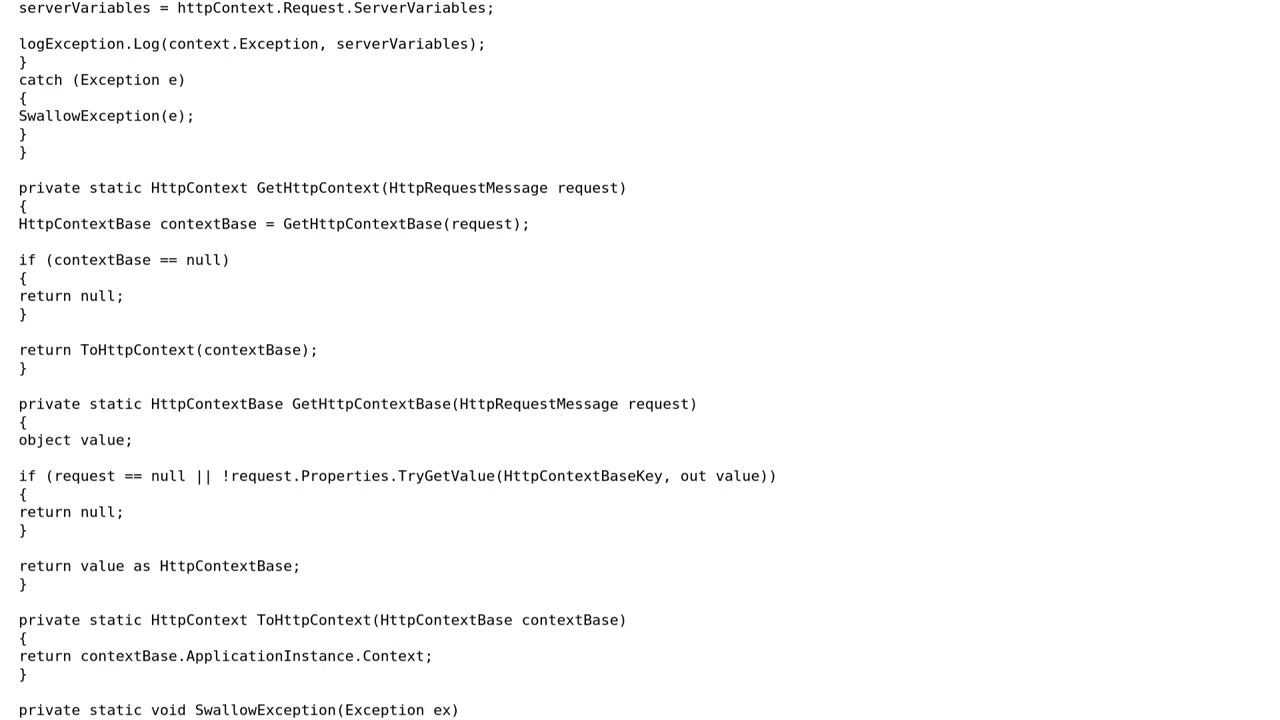 serverVariables = httpContext.Request.ServerVariables;
logException.Log(context.Exception, serverVariables);
}
catch (Exception e)
{
SwallowException(e);
}
}
private static HttpContext GetHttpContext(HttpRequestMessage request)
{
HttpContextBase contextBase = GetHttpContextBase(request);
if (contextBase == null)
{
return null;
}
return ToHttpContext(contextBase);
}
private static HttpContextBase GetHttpContextBase(HttpRequestMessage request)
{
object value;
if (request == null || !request.Properties.TryGetValue(HttpContextBaseKey, out value))
{
return null;
}
return value as HttpContextBase;
}
private static HttpContext ToHttpContext(HttpContextBase contextBase)
{
return contextBase.ApplicationInstance.Context;
}
private static void SwallowException(Exception ex)